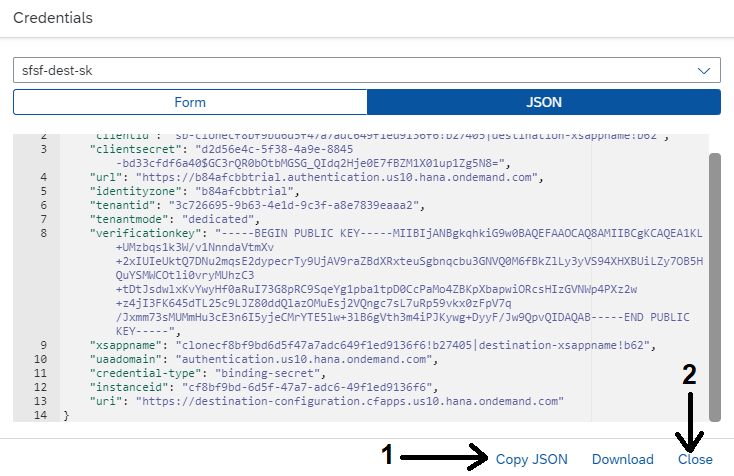 Credentials
sfsf-dest-sk
Form JSON
2 "clientid": "sb-clonecf8bf9bd6d5f47a7adc649f1ed9136f6!b27405|destination-xsappname!b62",
3 "clientsecret": "d2d56e4c-5f38-4a9e-8845
-bd33cfdf6a40$GC3rQR0bOtbMGSG_QIdq2Hje0E7fBZM1X01up1Zg5N8=",
4 "url": "https://b84afcbbtrial.authentication.us10.hana.ondemand.com",
5 "identityzone": "b84afcbbtrial",
6 "tenantid": "3c726695-9b63-4e1d-9c3f-a8e7839eaaa2",
7 "tenantmode": "dedicated",
8 "verificationkey": "-----BEGIN PUBLIC KEY-----MIIBIjANBgkqhkiG9w0BAQEFAAOCAQ8AMIIBCgKCAQEA1KL
+UMzbqs1k3W/v1NnndaVtmXv
+2xIUIeUktQ7DNu2mqsE2dypecrTy9UjAV9raZBdXRxteuSgbnqcbu3GNVQ0M6fBkZlLy3yVS94XHXBUiLZy7OB5H
QuYSMWCOtli0vryMUhzC3
+tDtJsdwlxKvYwyHf0aRuI73G8pRC9SqeYg1pba1tpD0CcPaMo4ZBKpXbapwiORcsHIzGVNWp4PXz2w
+z4jI3FK645dTL25c9LJZ80ddQlazOMuEsj2VQngc7sL7uRp59vkx0zFpV7q
/Jxmm73sMUMmHu3cE3n6I5yjeCMrYTE5lw+3lB6gVth3m4iPJKywg+DyyF/Jw9QpvQIDAQAB-----END PUBLIC
KEY-----",
9 "xsappname": "clonecf8bf9bd6d5f47a7adc649f1ed9136f6!b27405|destination-xsappname!b62",
10 "uaadomain": "authentication.us10.hana.ondemand.com",
11 "credential-type": "binding-secret",
12 "instanceid": "cf8bf9bd-6d5f-47a7-adc6-49f1ed9136f6",
13 "uri": "https://destination-configuration.cfapps.us10.hana.ondemand.com"
14 }
2
1 Copy JSON Download Close